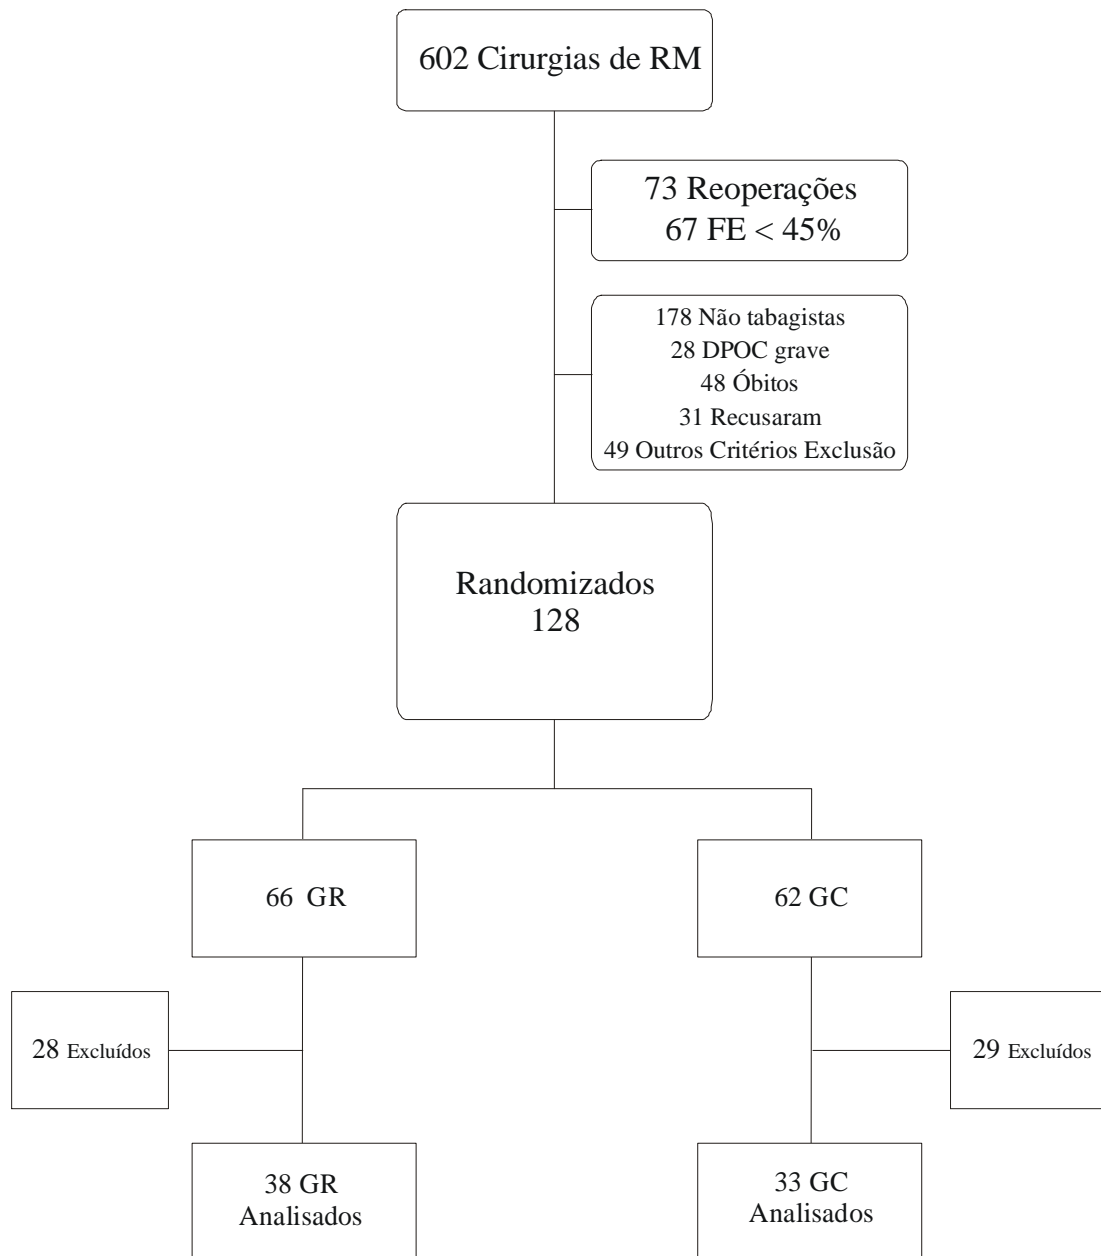 602 Cirurgias de RM
73 Reoperações
67 FE < 45%
178 Não tabagistas
28 DPOC grave
48 Óbitos
31 Recusaram
49 Outros Critérios Exclusão
Randomizados
128
66 GR
62 GC
28 Excluídos
29 Excluídos
38 GR
Analisados
33 GC
Analisados